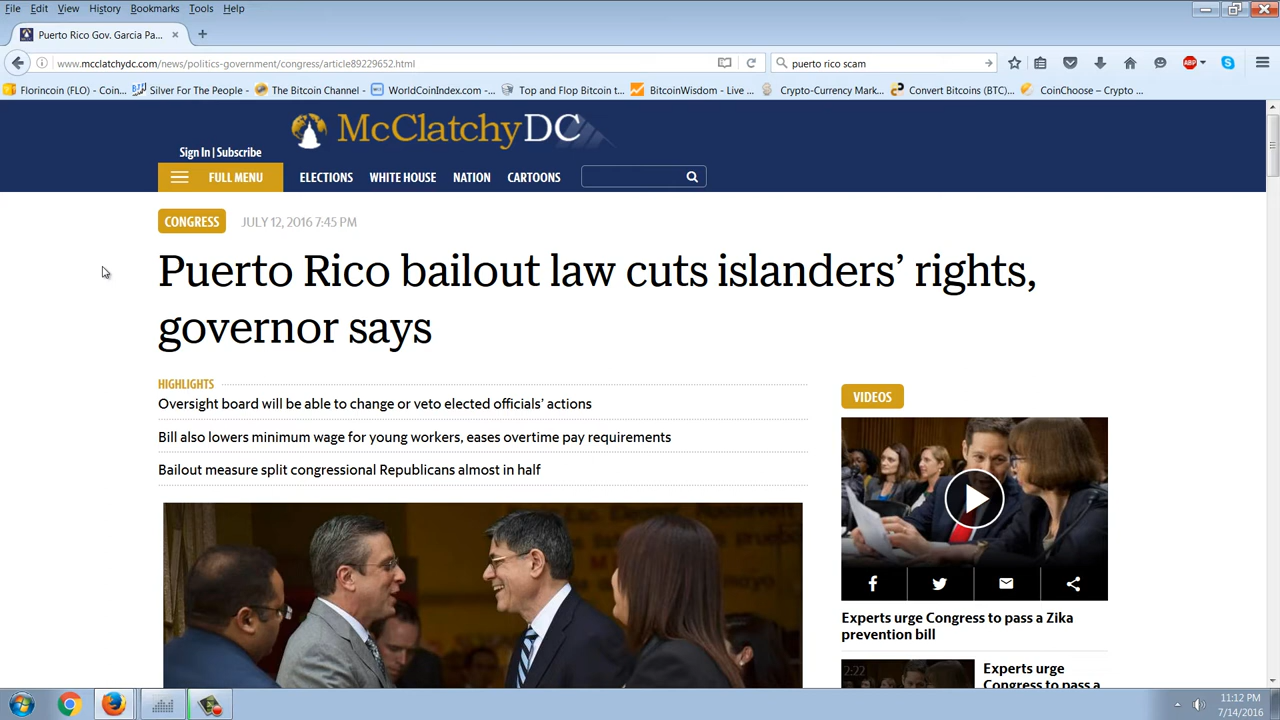 File Edit View History Bookmarks Tools Help
Puerto Rico Gov. Garcia Pa...
www.mcclatchydc.com/news/politics-government/congress/article89229652.html
puerto rico scam
ABP
Florincoin (FLO) - Coin...
Silver For The People - ...
The Bitcoin Channel - ...
WorldCoinIndex.com - ...
Top and Flop Bitcoin t...
BitcoinWisdom - Live ...
Crypto-Currency Mark...
Convert Bitcoins (BTC)...
CoinChoose – Crypto ...
McClatchyDC
Sign In | Subscribe
FULL MENU
ELECTIONS
WHITE HOUSE
NATION
CARTOONS
CONGRESS
JULY 12, 2016 7:45 PM
Puerto Rico bailout law cuts islanders’ rights,
governor says
HIGHLIGHTS
Oversight board will be able to change or veto elected officials’ actions
Bill also lowers minimum wage for young workers, eases overtime pay requirements
Bailout measure split congressional Republicans almost in half
VIDEOS
Experts urge Congress to pass a Zika
prevention bill
2:22
Experts urge
Congress to pass a
11:12 PM
7/14/2016